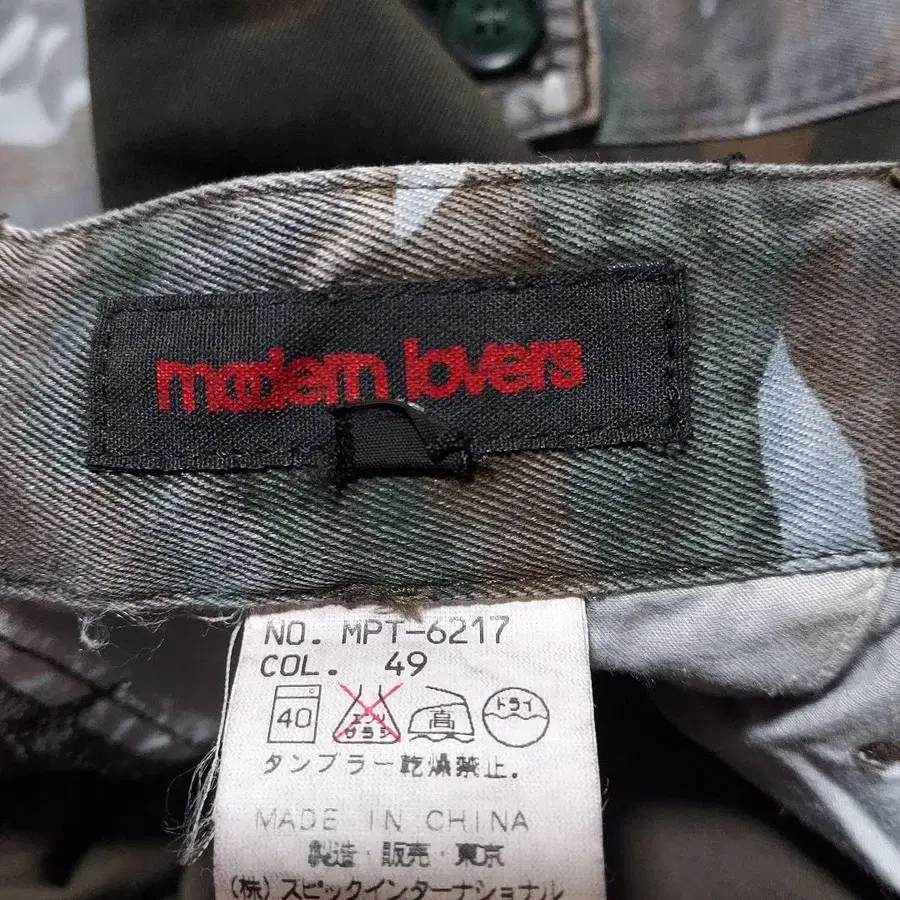 modern lovers
NO. MPT-6217
COL. 49
40 エンソ サラシ 高 ドライ
タンブラー乾燥禁止.
MADE IN CHINA
製造・販売・東京
(株)スピックインターナショナル